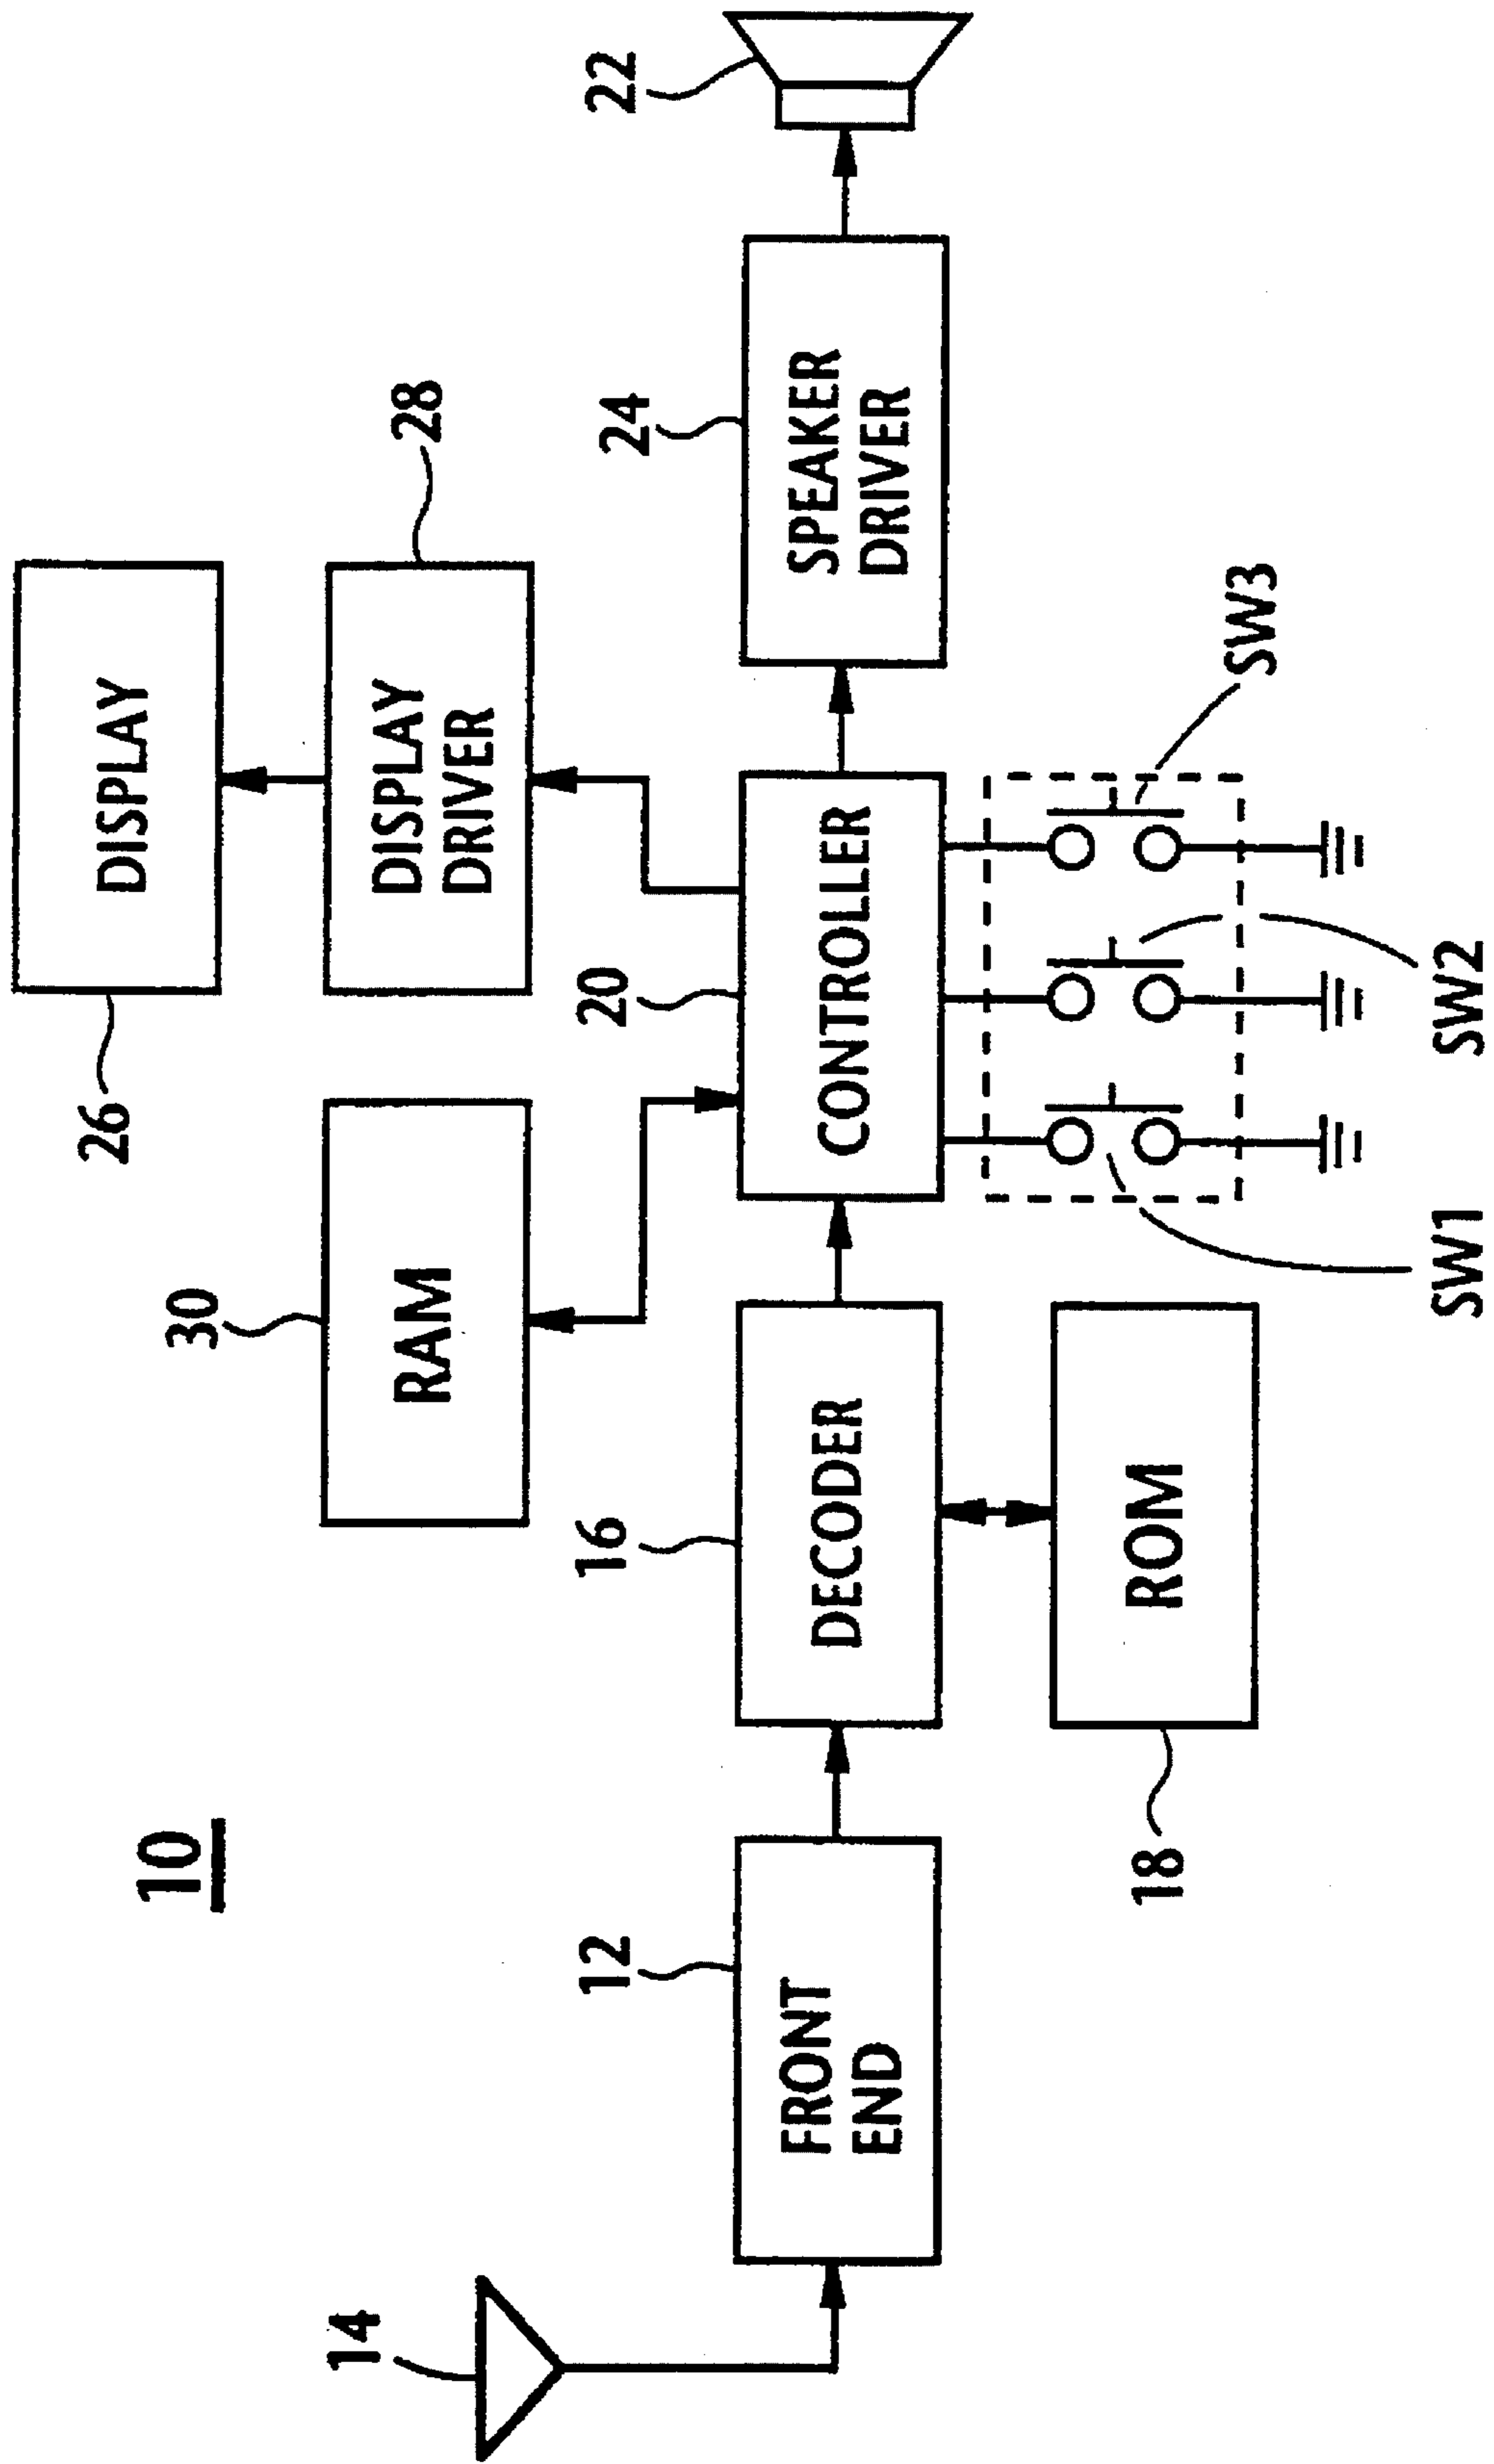 10
26
DISPLAY
30
RAM
28
DISPLAY
DRIVER
14
12
FRONT
END
16
DECODER
20
CONTROLLER
24
SPEAKER
DRIVER
22
18
ROM
SW1
SW2
SW3